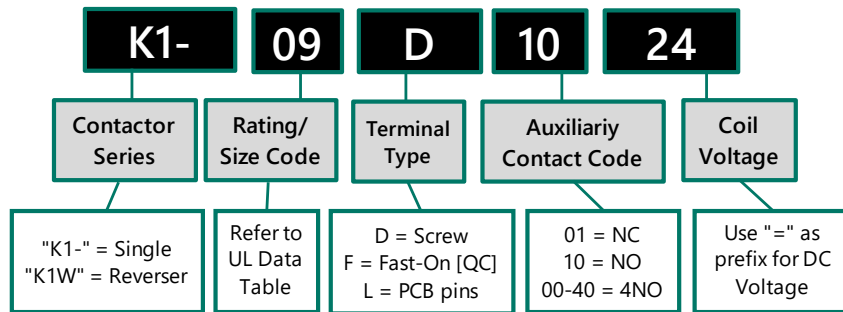 K1- 09 D 10 24
Contactor Series
Rating/ Size Code
Terminal Type
Auxiliariy Contact Code
Coil Voltage
"K1-" = Single
"K1W" = Reverser
Refer to
UL Data
Table
D = Screw
F = Fast-On [QC]
L = PCB pins
01 = NC
10 = NO
00-40 = 4NO
Use "=" as
prefix for DC
Voltage